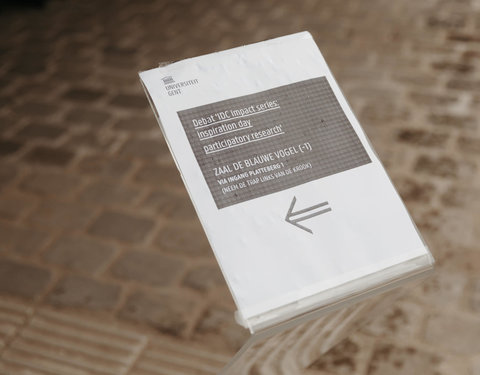 UNIVERSITEIT
GENT
Debat 'IDC impact series'
inspiration day
participatory research'
ZAAL DE BLAUWE VOGEL (-1)
VIA INGANG PLATTEBERG 1
(NEEM DE TRAP LINKS VAN DE KROOK)